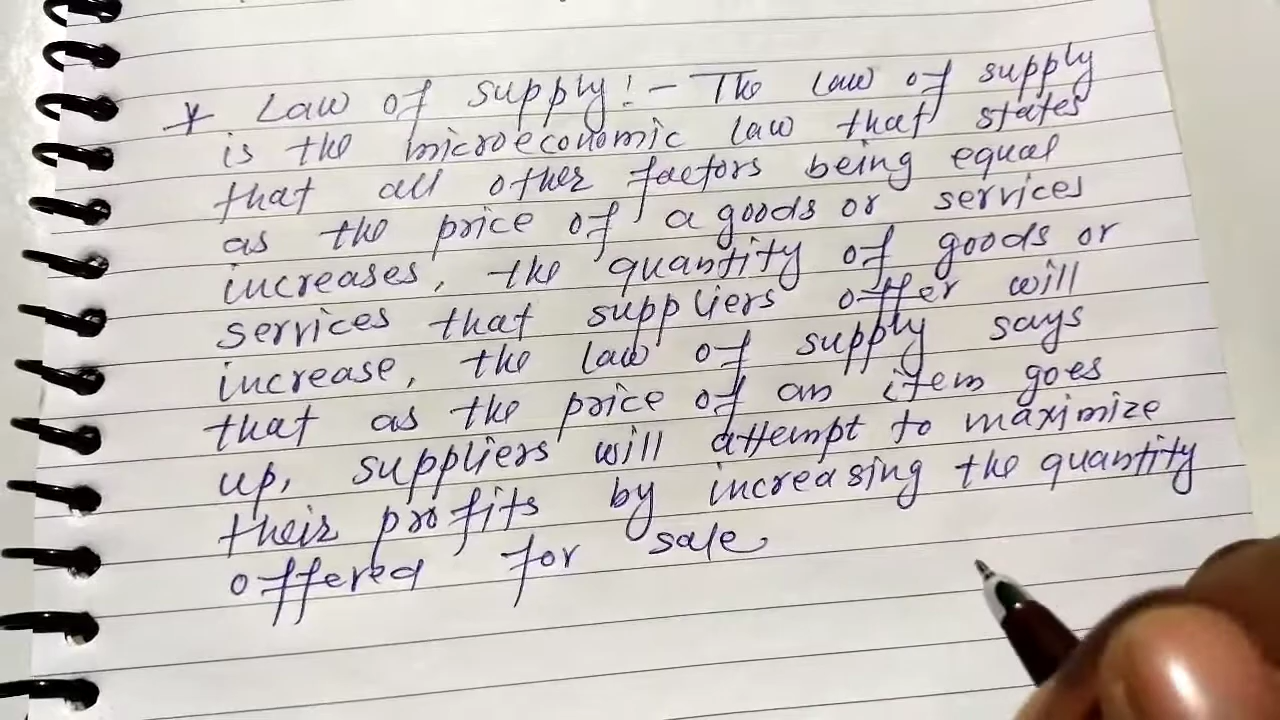 * Law of supply:- The law of supply
is the microeconomic law that states
that all other factors being equal
as the price of a goods or services
increases, the quantity of goods or
services that suppliers offer will
increase, the law of supply says
that as the price of an item goes
up, suppliers will attempt to maximize
their profits by increasing the quantity
offered for sale